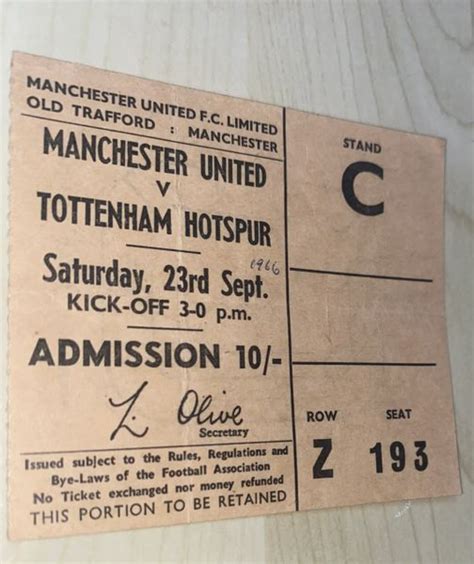 MANCHESTER UNITED F.C. LIMITED
OLD TRAFFORD : MANCHESTER
MANCHESTER UNITED
v
TOTTENHAM HOTSPUR
1966
Saturday, 23rd Sept.
KICK-OFF 3-0 p.m.
ADMISSION 10/-
L. Olive
Secretary
Issued subject to the Rules, Regulations and
Bye-Laws of the Football Association
No Ticket exchanged nor money refunded
THIS PORTION TO BE RETAINED
STAND
C
ROW SEAT
Z 193